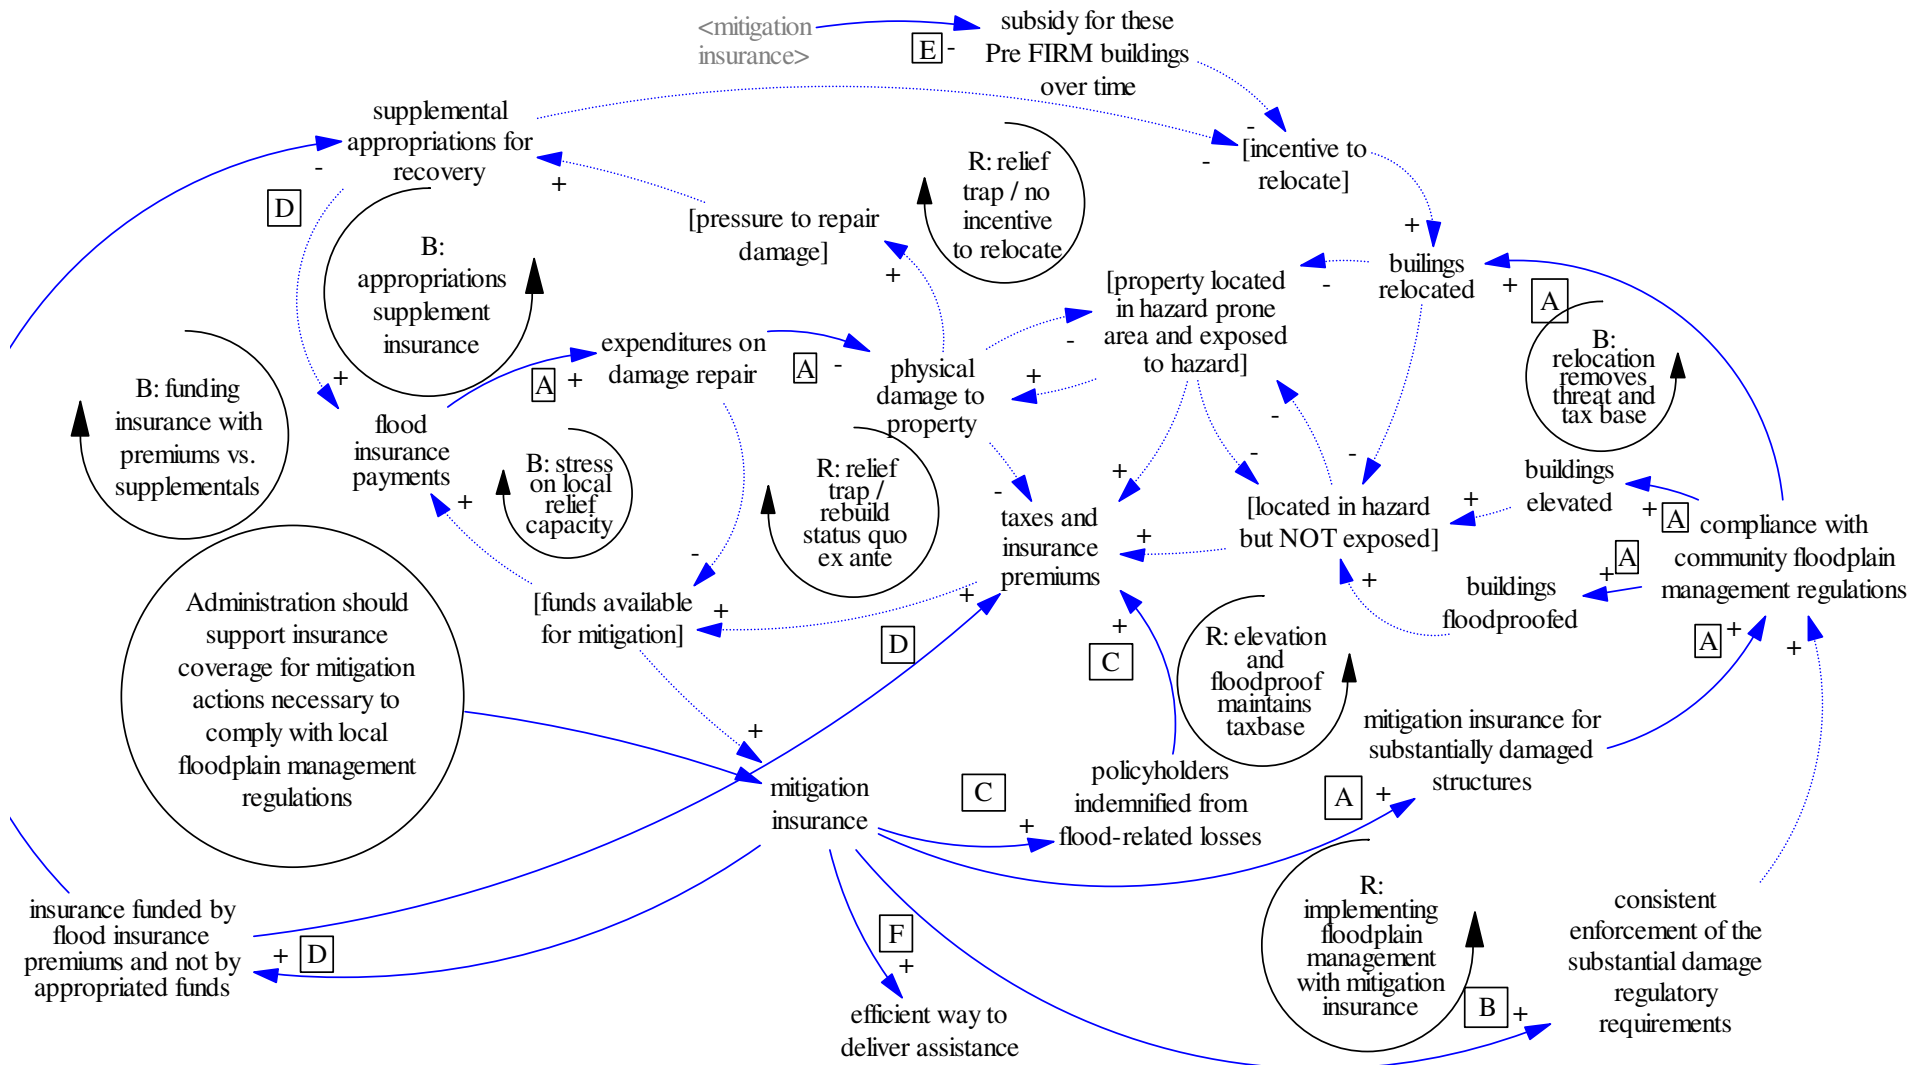 <mitigation
insurance>
E
-
subsidy for these
Pre FIRM buildings
over time
supplemental
appropriations for
recovery
-
+
D
R: relief
trap / no
incentive
to relocate
-
-
[incentive to
relocate]
[pressure to repair
damage]
+
B:
appropriations
supplement
insurance
+
builings
relocated
-
+
A
[property located
in hazard prone
area and exposed
to hazard]
-
+
B:
relocation
removes
threat and
tax base
expenditures on
damage repair
A
+
A
-
physical
damage to
property
+
B: funding
insurance with
premiums vs.
supplementals
flood
insurance
payments
+
B: stress
on local
relief
capacity
R: relief
trap /
rebuild
status quo
ex ante
-
+
-
-
-
[located in hazard
but NOT exposed]
+
buildings
elevated
+
A
compliance with
community floodplain
management regulations
taxes and
insurance
premiums
+
+
A
buildings
floodproofed
+
-
[funds available
for mitigation]
+
+
D
+
C
Administration should
support insurance
coverage for mitigation
actions necessary to
comply with local
floodplain management
regulations
R: elevation
and
floodproof
maintains
taxbase
A
+
+
mitigation insurance for
substantially damaged
structures
+
mitigation
insurance
C
+
policyholders
indemnified from
flood-related losses
A
+
insurance funded by
flood insurance
premiums and not by
appropriated funds
+
D
F
+
efficient way to
deliver assistance
R:
implementing
floodplain
management
with mitigation
insurance
B
+
consistent
enforcement of the
substantial damage
regulatory
requirements